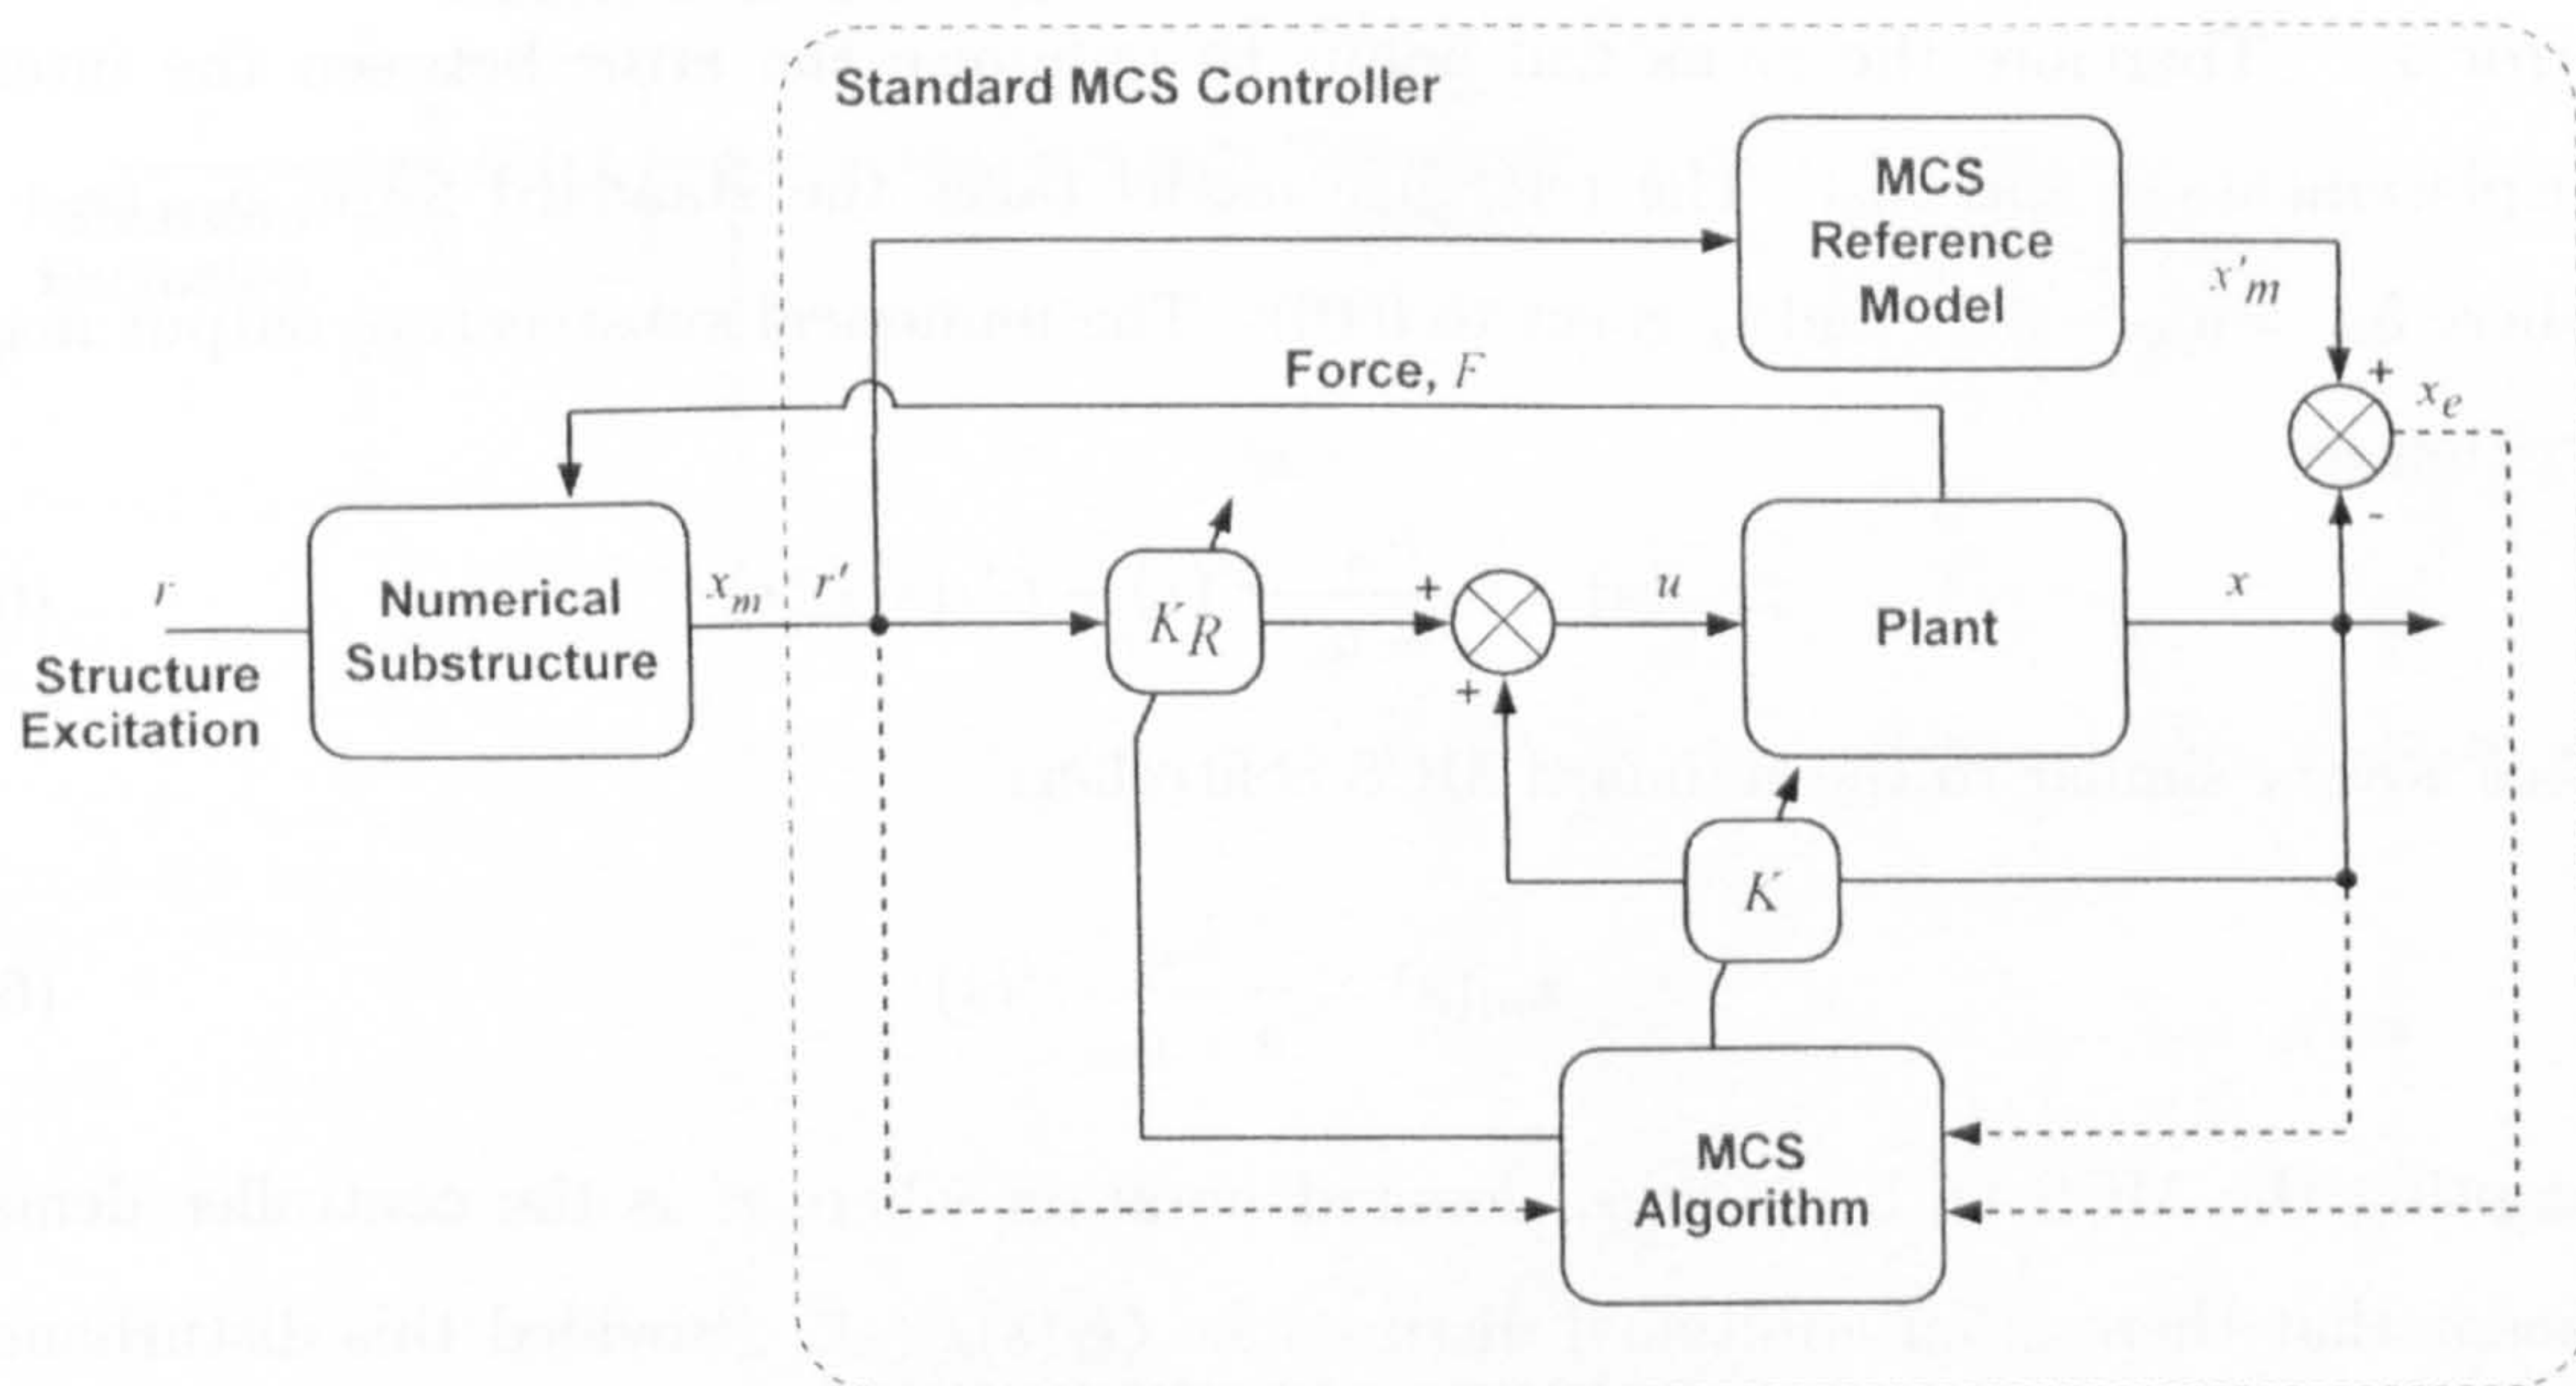 Standard MCS Controller
MCS
Reference
Model
x'm
Force, F
+
xe
-
r
Structure
Excitation
Numerical
Substructure
xm
r'
KR
+
+
u
Plant
x
K
MCS
Algorithm